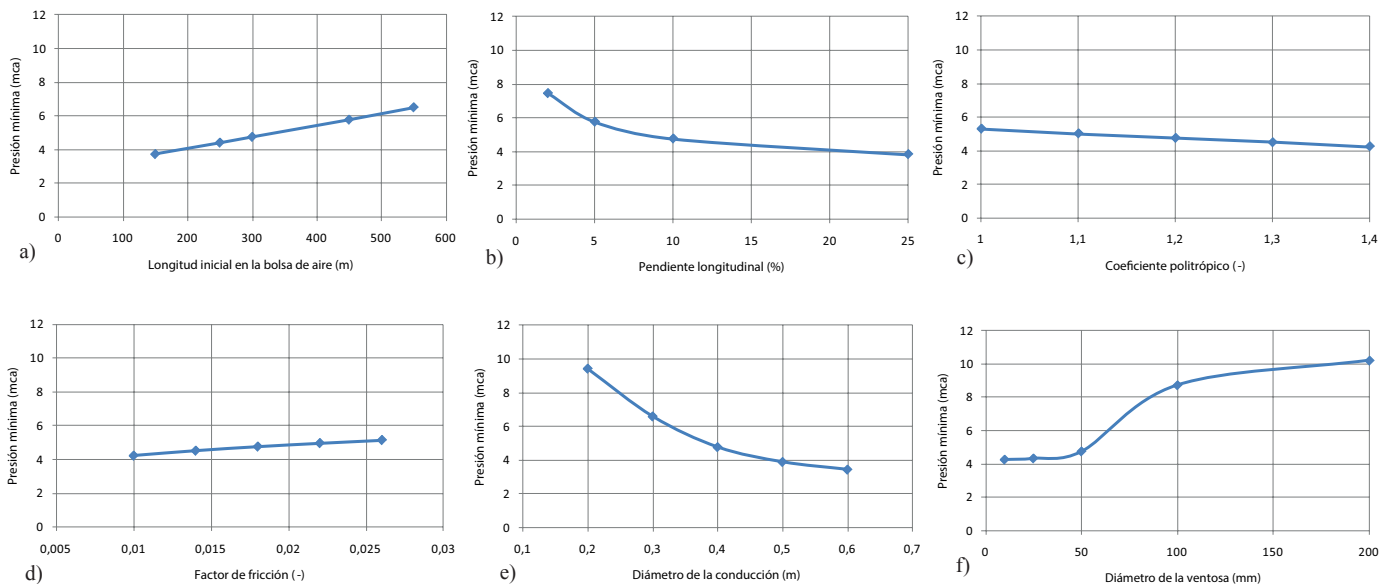 12
10
8
6
4
2
0
Presión mínima (mca)
0 100 200 300 400 500 600
Longitud inicial en la bolsa de aire (m)
a)
12
10
8
6
4
2
0
Presión mínima (mca)
0 5 10 15 20 25
Pendiente longitudinal (%)
b)
12
10
8
6
4
2
0
Presión mínima (mca)
1 1,1 1,2 1,3 1,4
Coeficiente politrópico (-)
c)
12
10
8
6
4
2
0
Presión mínima (mca)
0,005 0,01 0,015 0,02 0,025 0,03
Factor de fricción (-)
d)
12
10
8
6
4
2
0
Presión mínima (mca)
0,1 0,2 0,3 0,4 0,5 0,6 0,7
Diámetro de la conducción (m)
e)
12
10
8
6
4
2
0
Presión mínima (mca)
0 50 100 150 200
Diámetro de la ventosa (mm)
f)